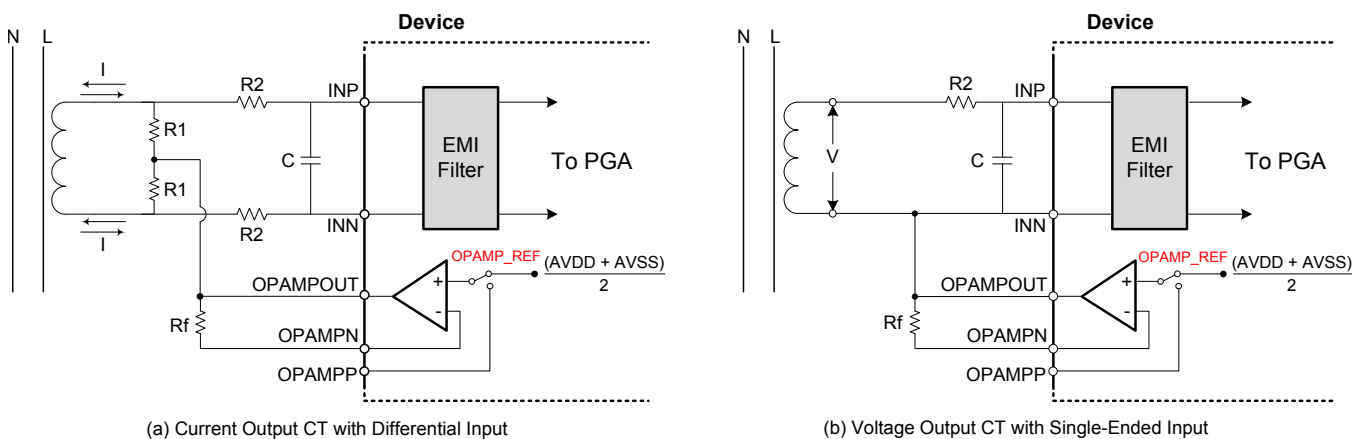 Device
N L
I
R2
INP
R1
EMI
Filter
C
To PGA
R1
I
R2
INN
OPAMP_REF
(AVDD + AVSS)
2
OPAMPOUT
+
-
Rf
OPAMPN
OPAMPP
(a) Current Output CT with Differential Input
Device
N L
R2
INP
V
C
EMI
Filter
To PGA
INN
OPAMP_REF
(AVDD + AVSS)
2
OPAMPOUT
+
-
Rf
OPAMPN
OPAMPP
(b) Voltage Output CT with Single-Ended Input